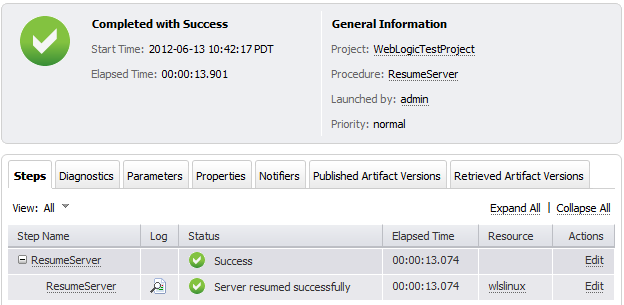 Completed with Success
Start Time: 2012-06-13 10:42:17 PDT
Elapsed Time: 00:00:13.901
General Information
Project: WebLogicTestProject
Procedure: ResumeServer
Launched by: admin
Priority: normal
Steps Diagnostics Parameters Properties Notifiers Published Artifact Versions Retrieved Artifact Versions
View: All Expand All | Collapse All
Step Name Log Status Elapsed Time Resource Actions
ResumeServer Success 00:00:13.074 Edit
ResumeServer Server resumed successfully 00:00:13.074 wlslinux Edit